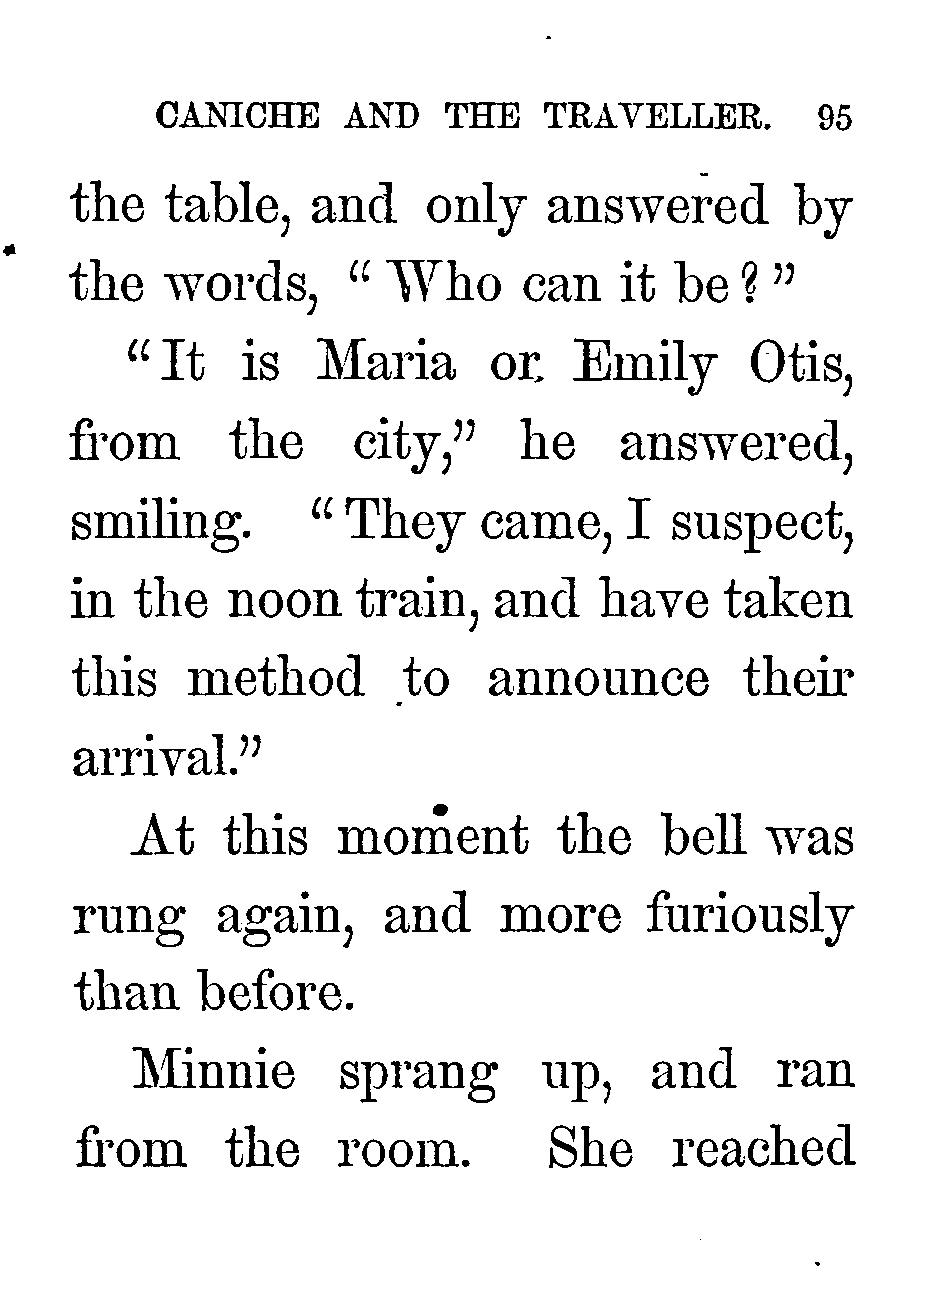 CANICHE AND THE TRAVELLER. 95
the table, and only answered by
the words, "Who can it be?"
"It is Maria or Emily Otis,
from the city," he answered,
smiling. "They came, I suspect,
in the noon train, and have taken
this method to announce their
arrival."
At this moment the bell was
rung again, and more furiously
than before.
Minnie sprang up, and ran
from the room. She reached